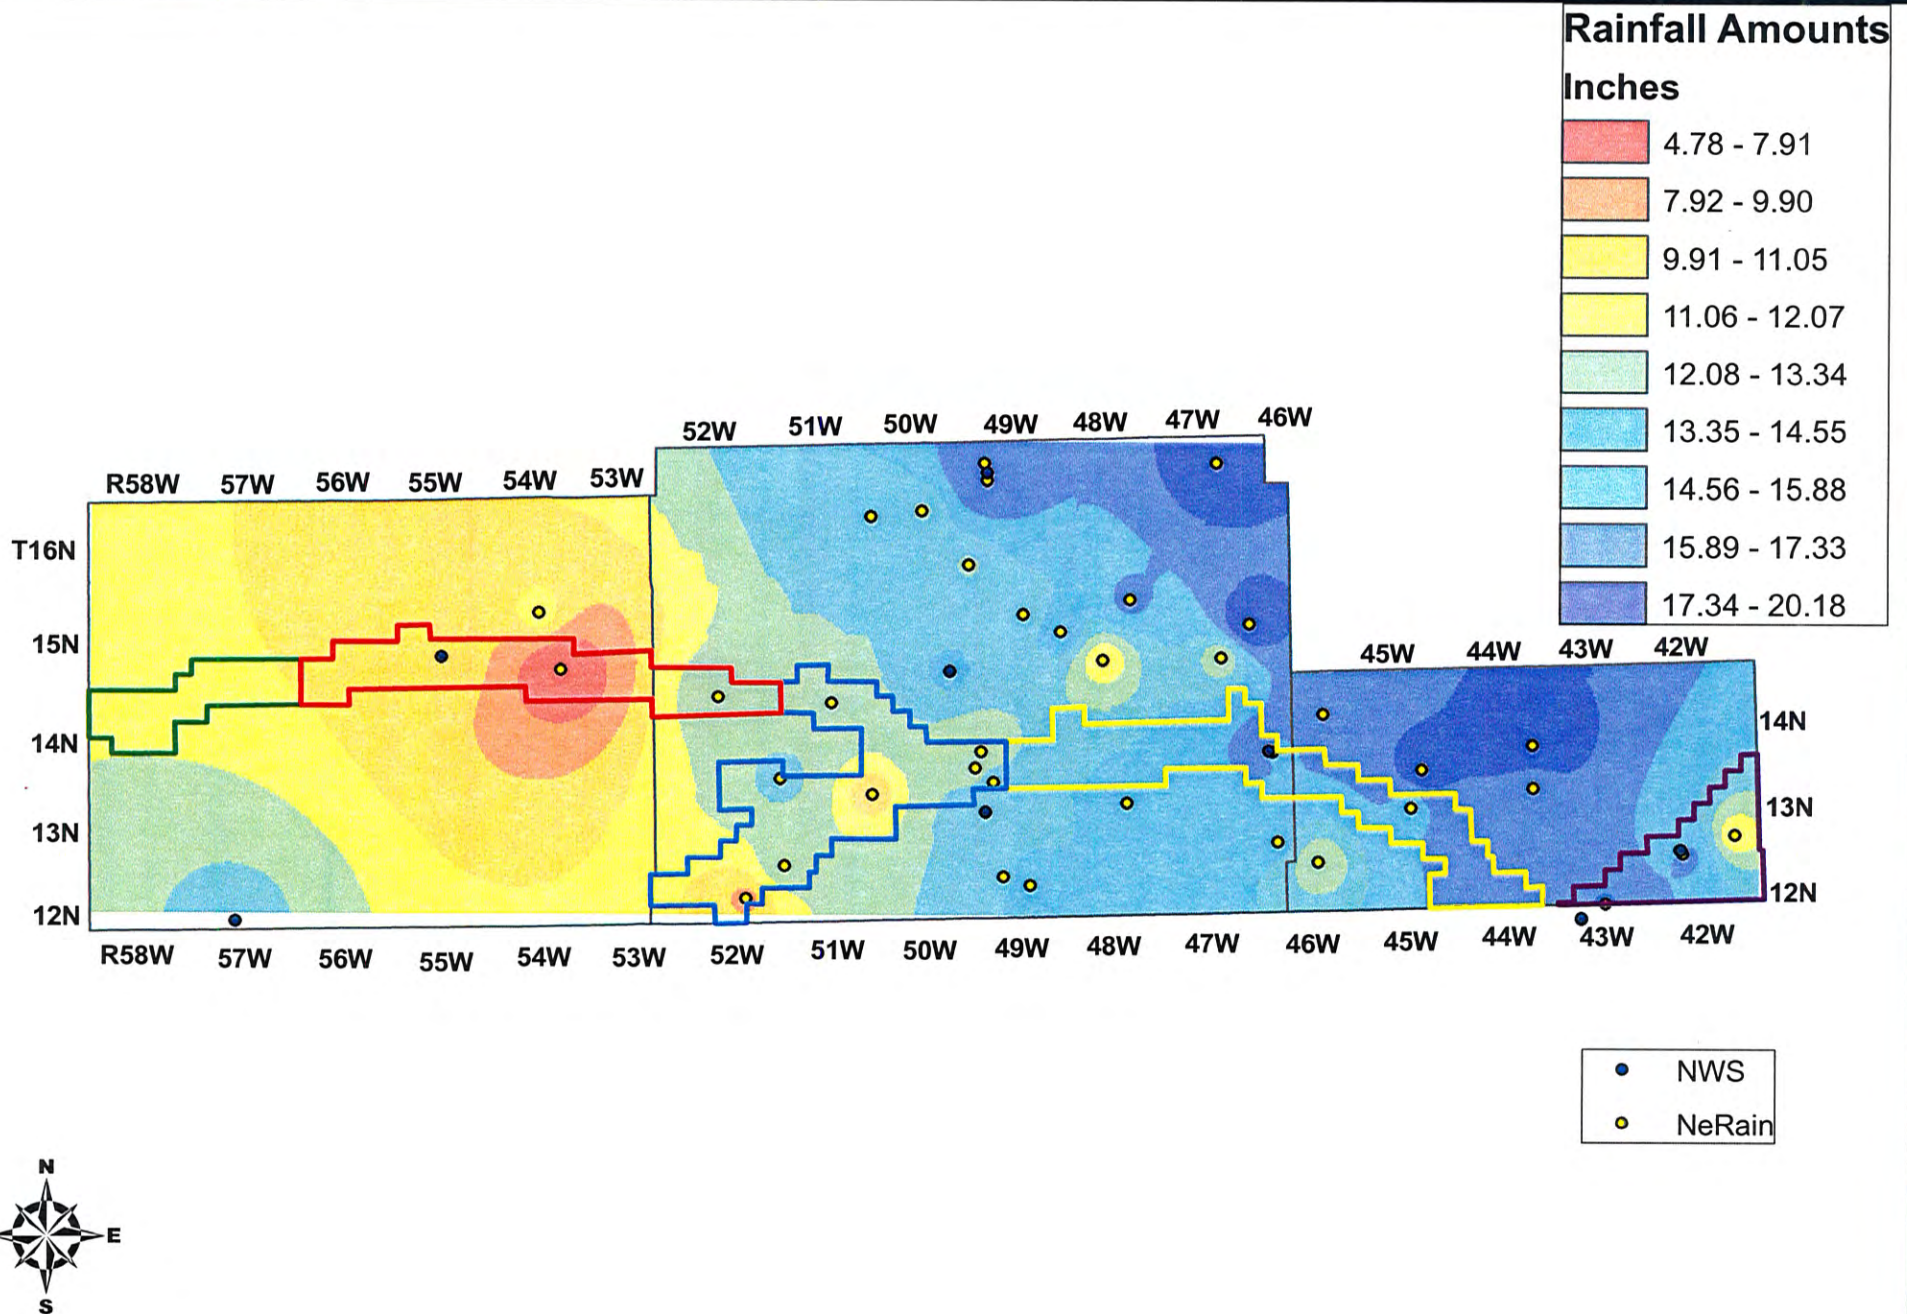 Rainfall Amounts
Inches
4.78 - 7.91
7.92 - 9.90
9.91 - 11.05
11.06 - 12.07
12.08 - 13.34
13.35 - 14.55
14.56 - 15.88
15.89 - 17.33
17.34 - 20.18
52W 51W 50W 49W 48W 47W 46W
R58W 57W 56W 55W 54W 53W
45W 44W 43W 42W
T16N
15N
14N
13N
12N
14N
13N
12N
R58W 57W 56W 55W 54W 53W 52W 51W 50W 49W 48W 47W 46W 45W 44W 43W 42W
NWS
NeRain
N
E
S